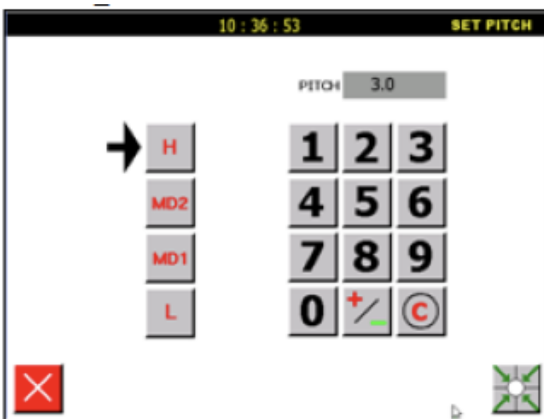 10 : 36 : 53 SET PITCH
PITCH 3.0
H 1 2 3
MD2 4 5 6
MD1 7 8 9
L 0 +/- C